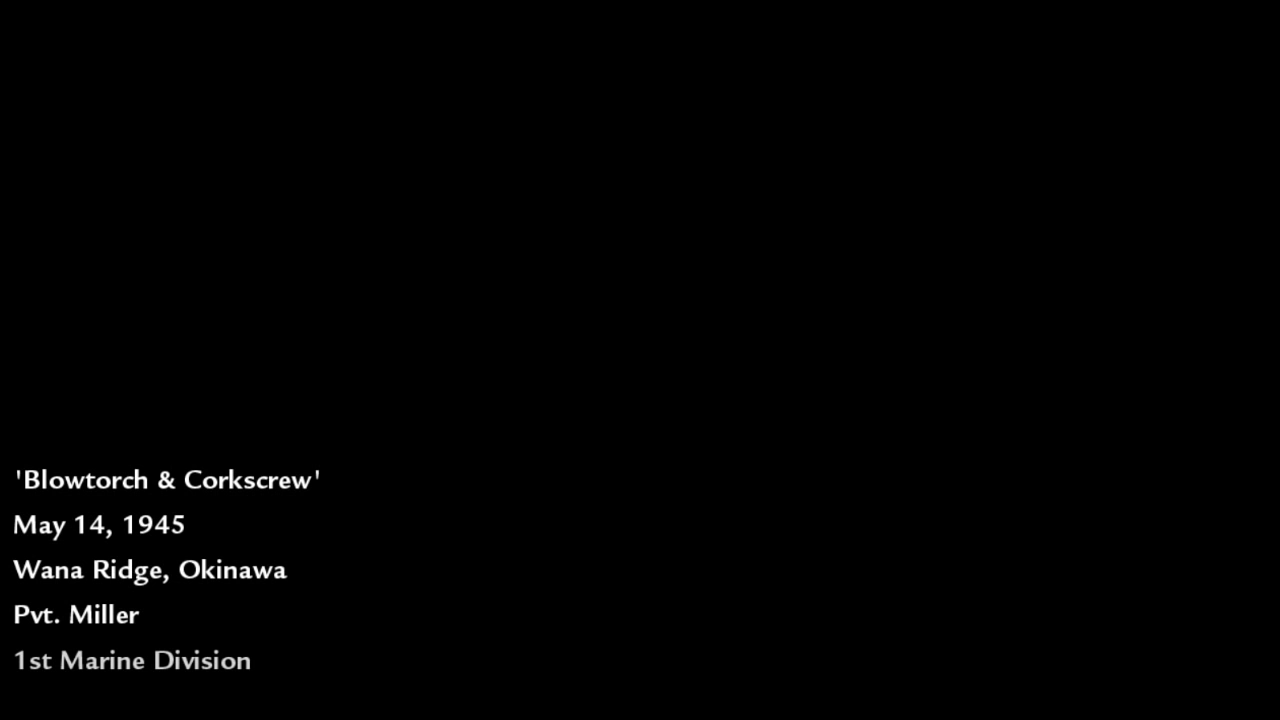 'Blowtorch & Corkscrew'
May 14, 1945
Wana Ridge, Okinawa
Pvt. Miller
1st Marine Division